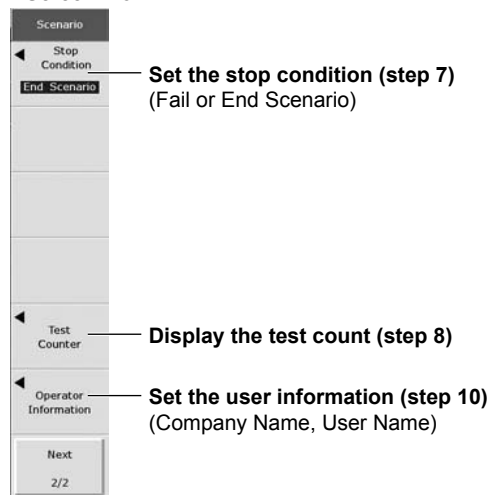 Scenario
Stop
Condition
End Scenario
Set the stop condition (step 7)
(Fail or End Scenario)
Test
Counter
Display the test count (step 8)
Operator
Information
Set the user information (step 10)
(Company Name, User Name)
Next
2/2